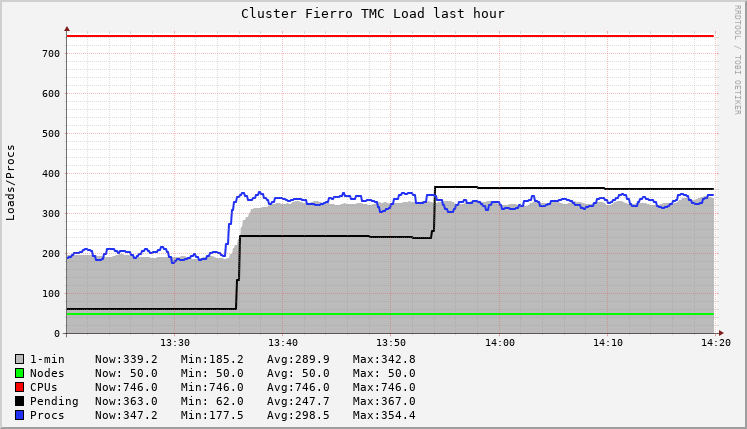 Cluster Fierro TMC Load last hour
RRDTOOL / TOBI OETIKER
Loads/Procs
700
600
500
400
300
200
100
0
13:30 13:40 13:50 14:00 14:10 14:20
1-min Now:339.2 Min:185.2 Avg:289.9 Max:342.8
Nodes Now: 50.0 Min: 50.0 Avg: 50.0 Max: 50.0
CPUs Now:746.0 Min:746.0 Avg:746.0 Max:746.0
Pending Now:363.0 Min: 62.0 Avg:247.7 Max:367.0
Procs Now:347.2 Min:177.5 Avg:298.5 Max:354.4